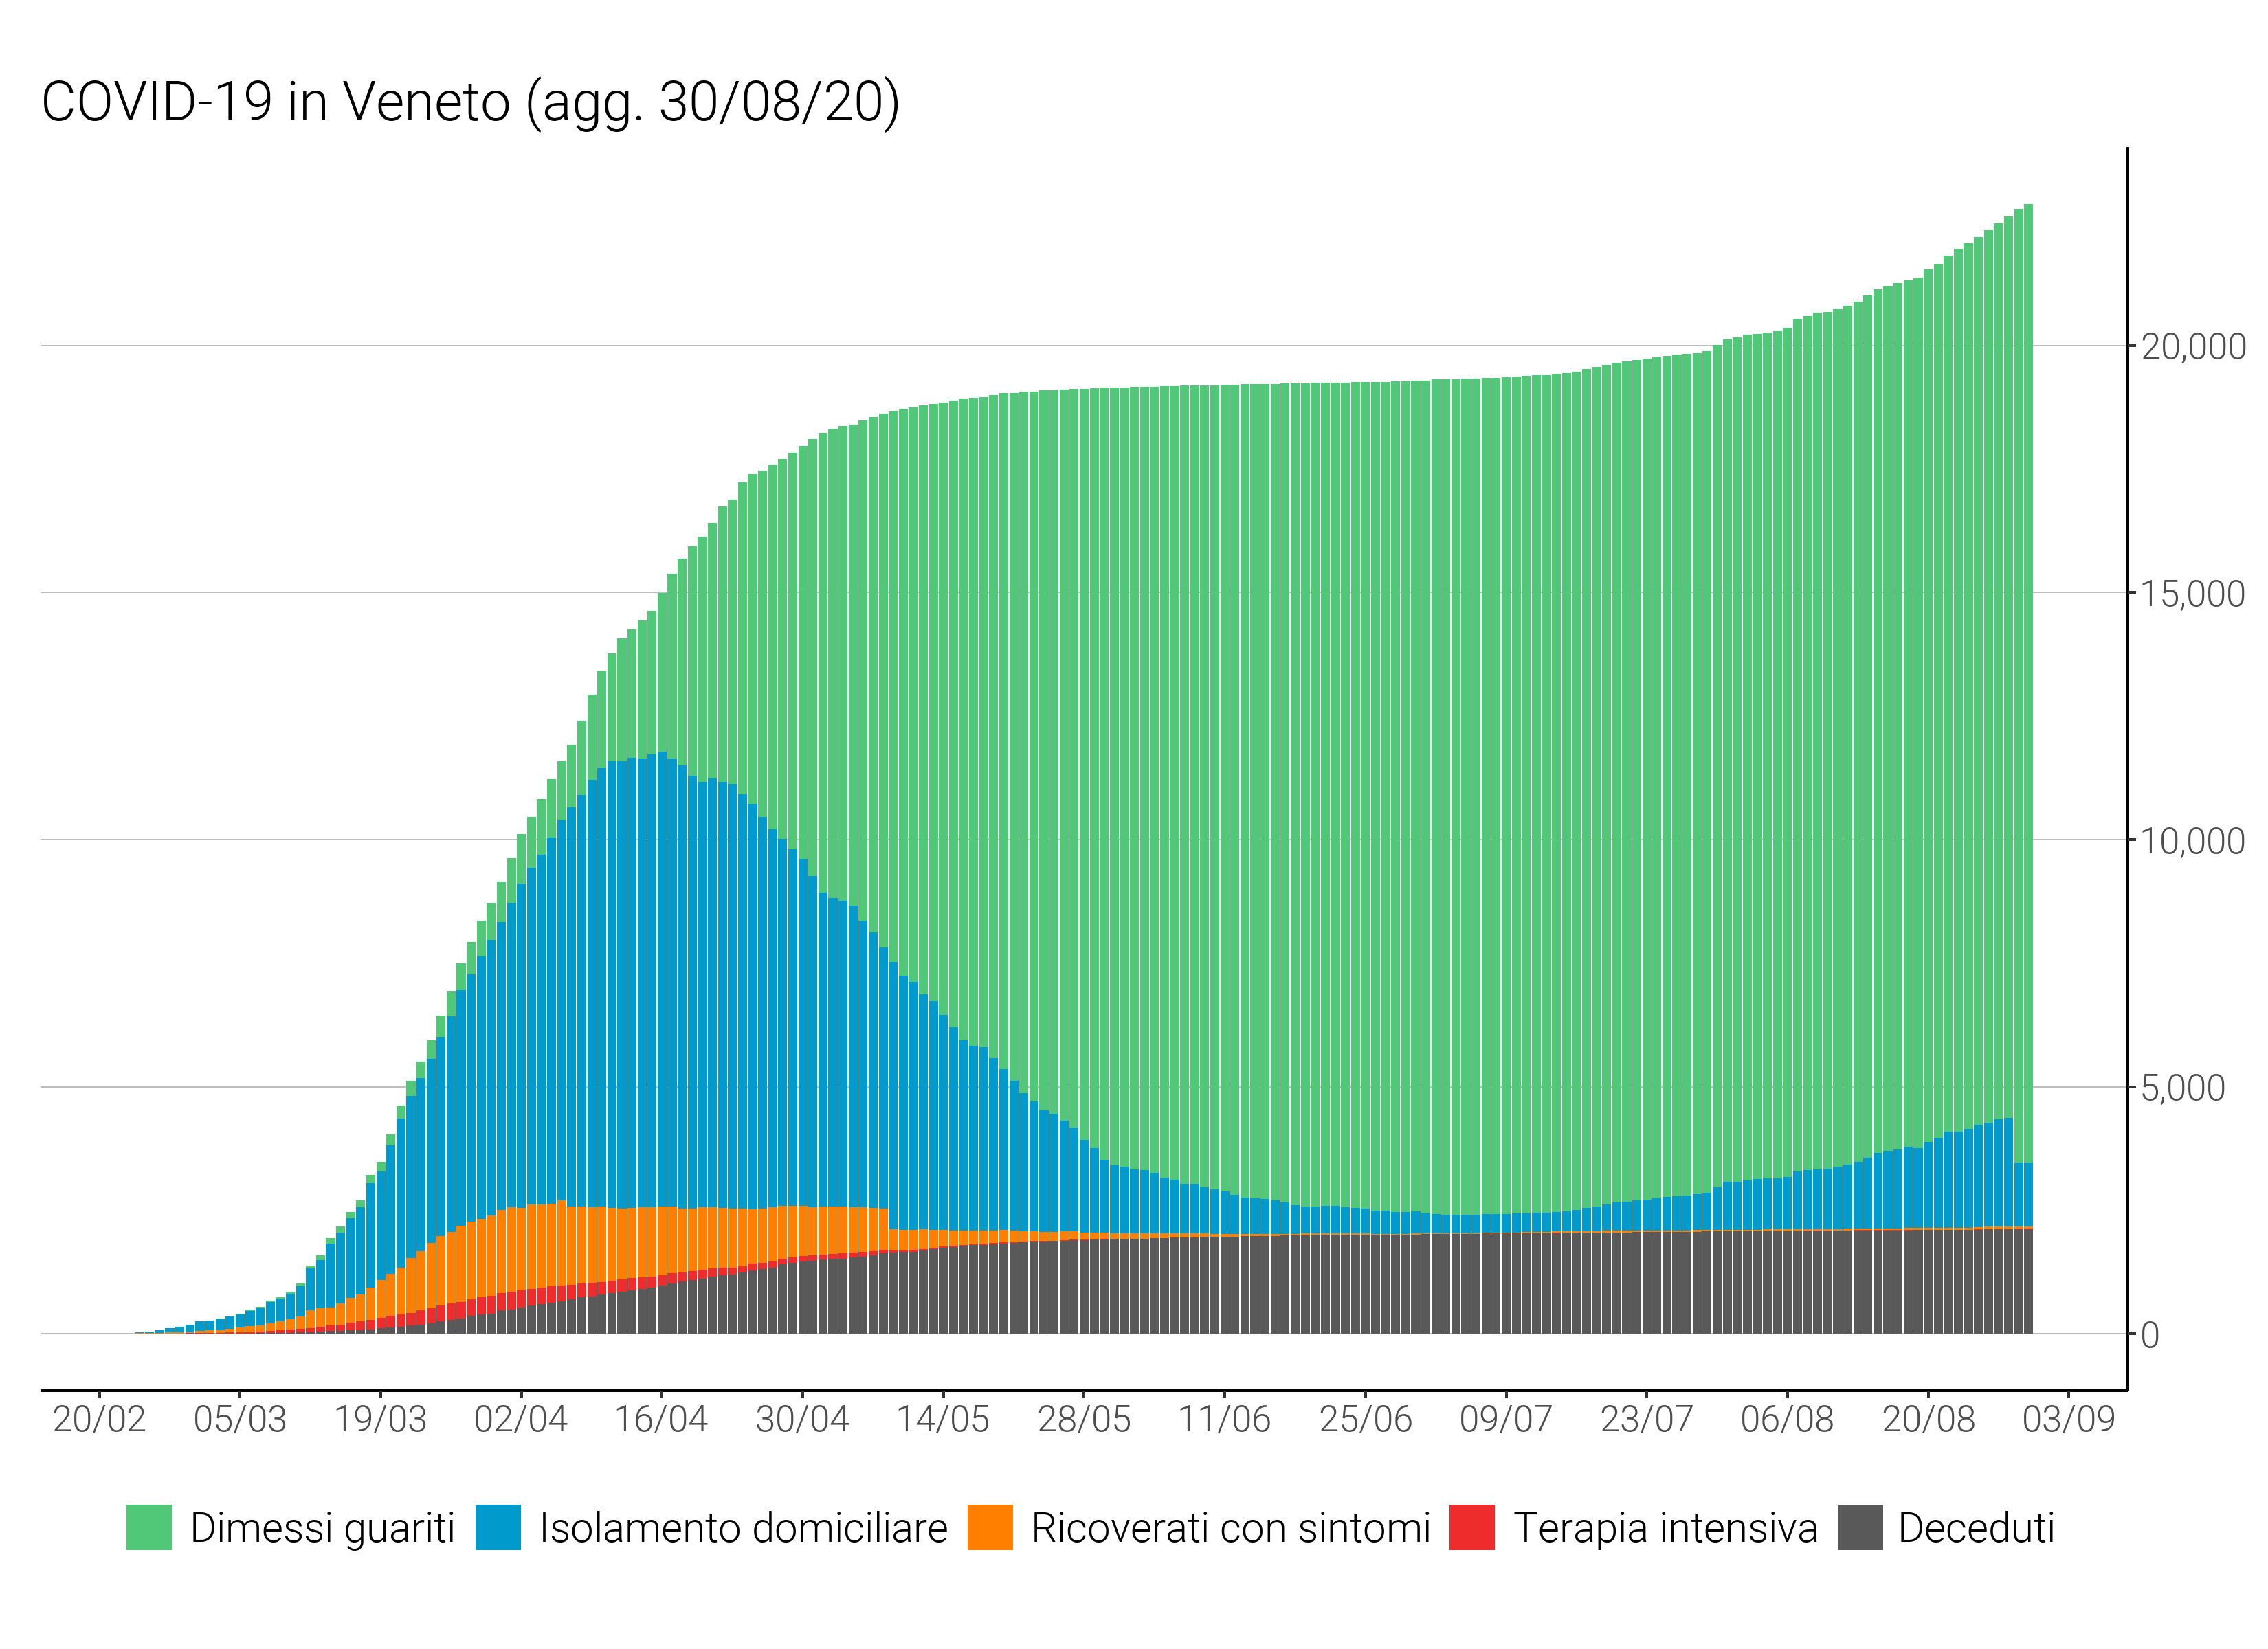 COVID-19 in Veneto (agg. 30/08/20)
20,000
15,000
10,000
5,000
0
20/02 05/03 19/03 02/04 16/04 30/04 14/05 28/05 11/06 25/06 09/07 23/07 06/08 20/08 03/09
Dimessi guariti Isolamento domiciliare Ricoverati con sintomi Terapia intensiva Deceduti